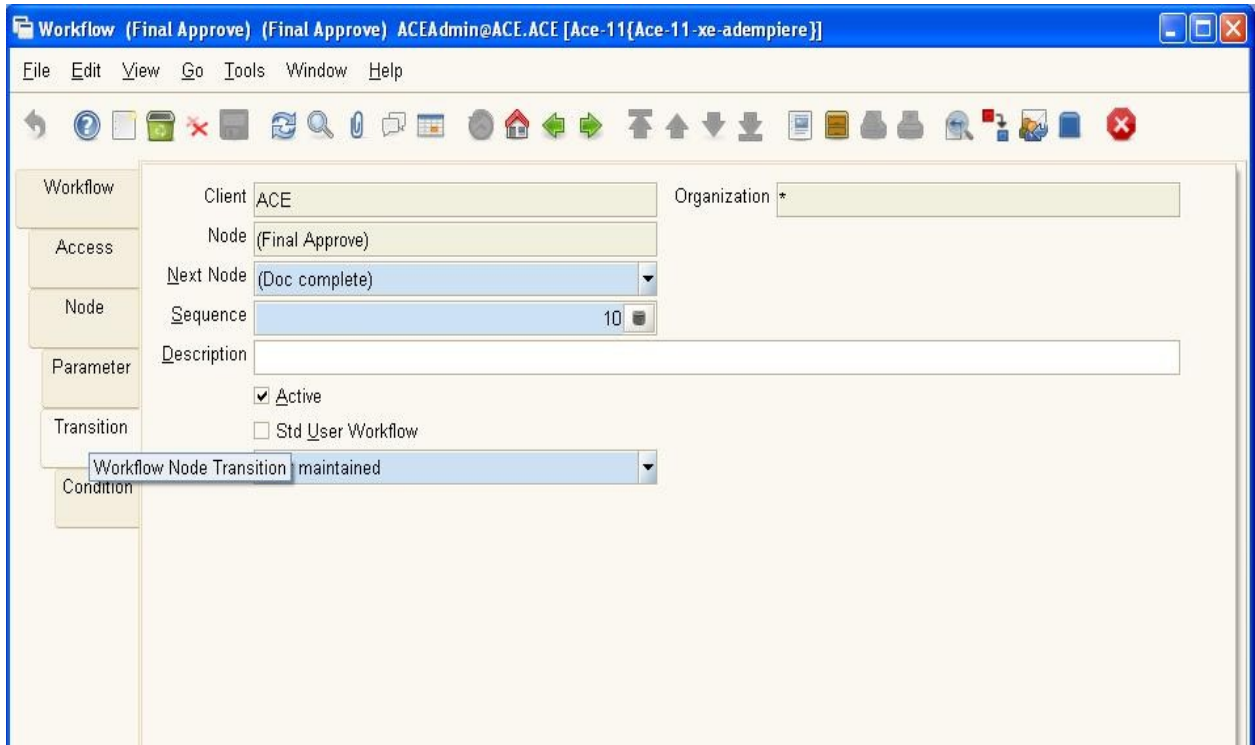 Workflow (Final Approve) (Final Approve) ACEAdmin@ACE.ACE [Ace-11{Ace-11-xe-adempiere}]
File Edit View Go Tools Window Help
Workflow
Access
Node
Parameter
Transition
Workflow Node Transition
Condition
Client ACE Organization *
Node (Final Approve)
Next Node (Doc complete)
Sequence 10
Description
Active
Std User Workflow
maintained